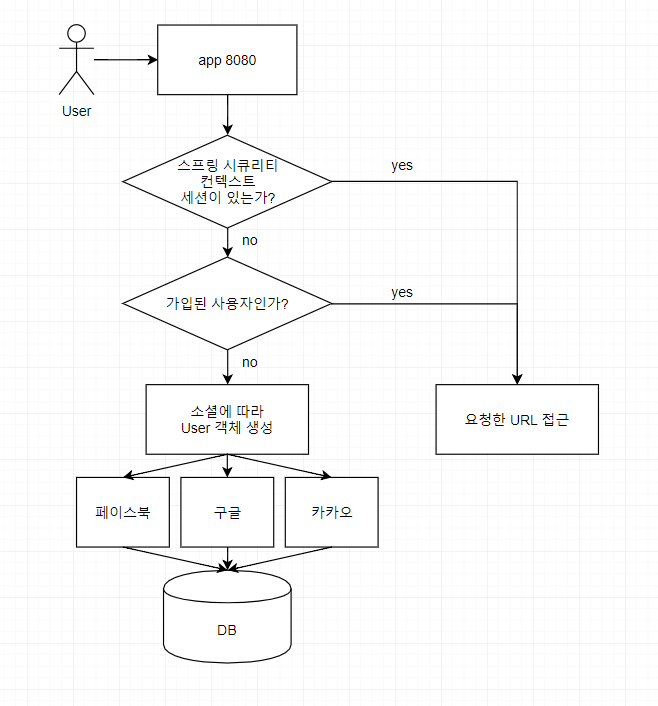 app 8080
User
스프링 시큐리티
컨텍스트
세션이 있는가?
yes
no
가입된 사용자인가?
yes
no
소셜에 따라
User 객체 생성
요청한 URL 접근
페이스북
구글
카카오
DB